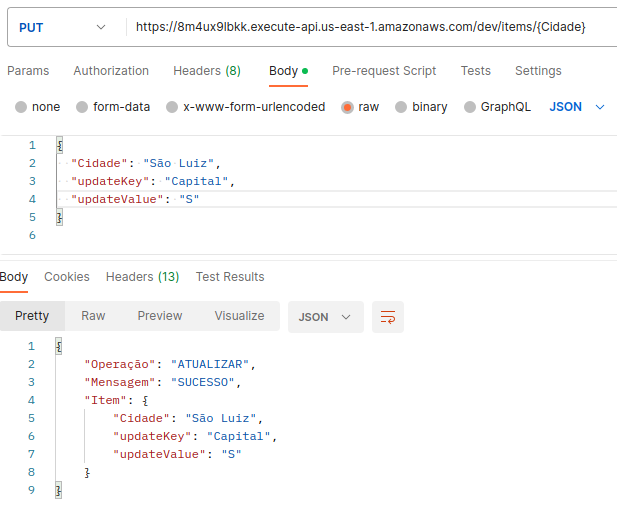 PUT https://8m4ux9lbkk.execute-api.us-east-1.amazonaws.com/dev/items/{Cidade}
Params Authorization Headers (8) Body Pre-request Script Tests Settings
none form-data x-www-form-urlencoded raw binary GraphQL JSON
1 {
2 "Cidade": "São Luiz",
3 "updateKey": "Capital",
4 "updateValue": "S"
5 }
6
Body Cookies Headers (13) Test Results
Pretty Raw Preview Visualize JSON
1 {
2 "Operação": "ATUALIZAR",
3 "Mensagem": "SUCESSO",
4 "Item": {
5 "Cidade": "São Luiz",
6 "updateKey": "Capital",
7 "updateValue": "S"
8 }
9 }